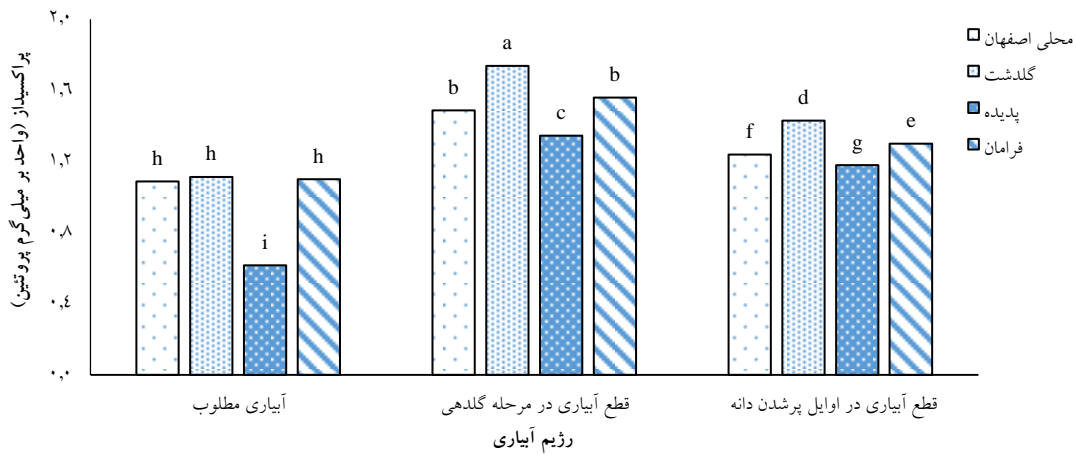 پراکسیداز (واحد بر میلی‌گرم پروتئین)
۲٫۰
۱٫۶
۱٫۲
۰٫۸
۰٫٤
۰٫۰
h
h
i
h
b
a
c
b
f
d
g
e
آبیاری مطلوب
قطع آبیاری در مرحله گلدهی
قطع آبیاری در اوایل پرشدن دانه
رژیم آبیاری
محلی اصفهان
گلدشت
پدیده
فرامان